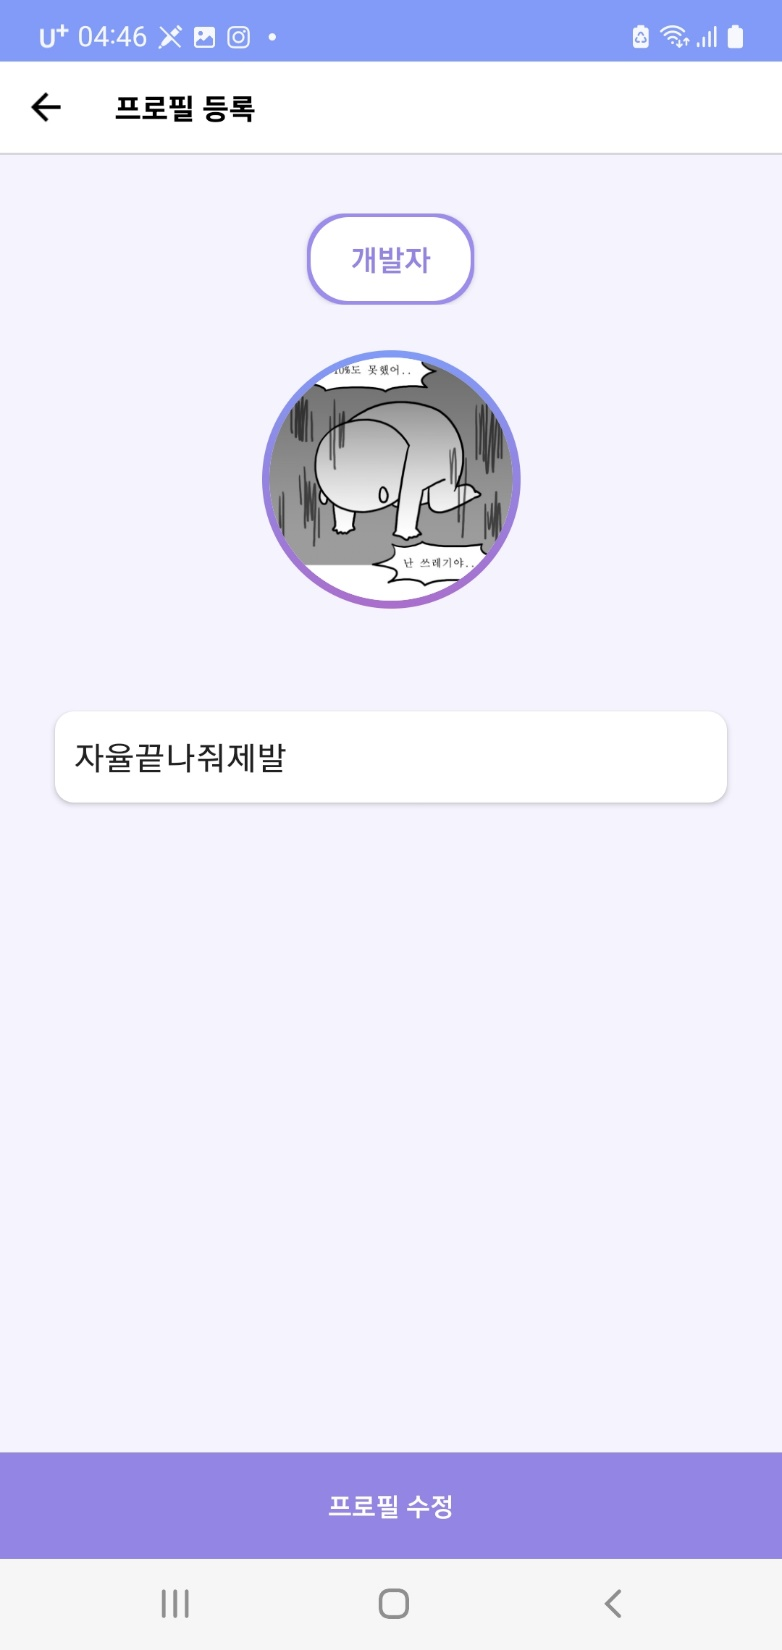 U+ 04:46
프로필 등록
개발자
10%도 못했어..
난 쓰레기야..
자율끝나줘제발
프로필 수정